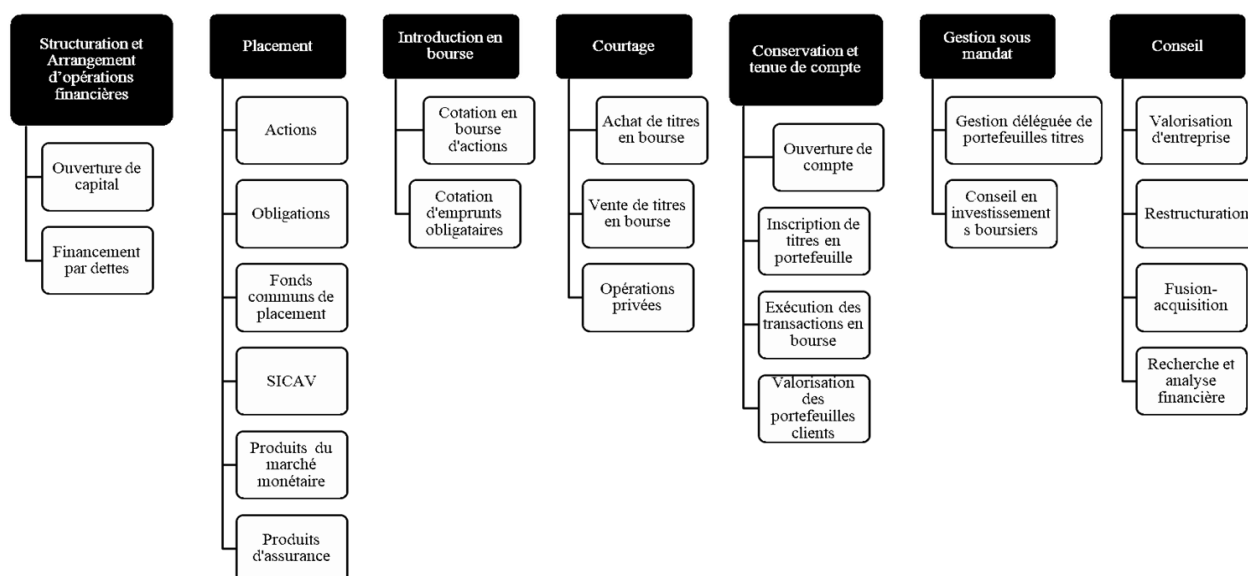 Structuration et
Arrangement
d'opérations
financières
Ouverture de
capital
Financement
par dettes
Placement
Actions
Obligations
Fonds
communs de
placement
SICAV
Produits du
marché
monétaire
Produits
d'assurance
Introduction en
bourse
Cotation en
bourse
d'actions
Cotation
d'emprunts
obligataires
Courtage
Achat de titres
en bourse
Vente de titres
en bourse
Opérations
privées
Conservation et
tenue de compte
Ouverture de
compte
Inscription de
titres en
portefeuille
Exécution des
transactions en
bourse
Valorisation
des
portefeuilles
clients
Gestion sous
mandat
Gestion déléguée de
portefeuilles titres
Conseil en
investissement
s boursiers
Conseil
Valorisation
d'entreprise
Restructuration
Fusion-
acquisition
Recherche et
analyse
financière